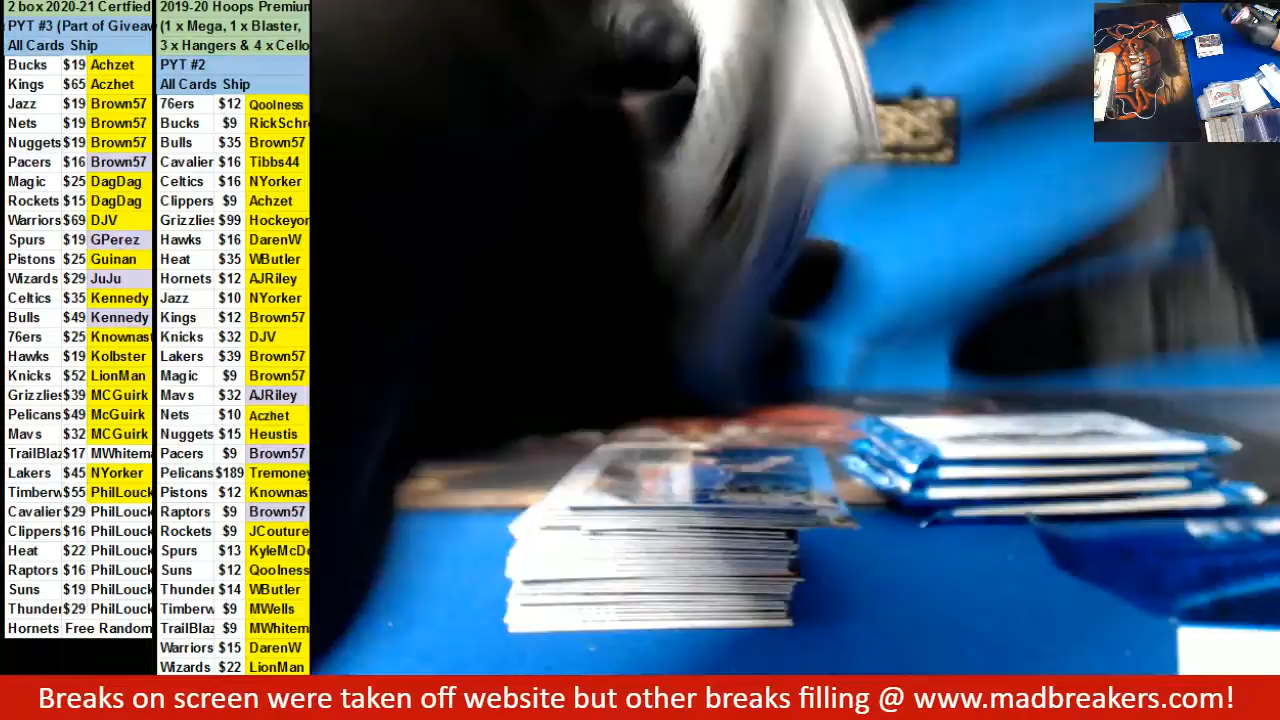 2 box 2020-21 Certfied
PYT #3 (Part of Giveaw
All Cards Ship
Bucks $19 Achzet
Kings $65 Aczhet
Jazz $19 Brown57
Nets $19 Brown57
Nuggets $19 Brown57
Pacers $16 Brown57
Magic $25 DagDag
Rockets $15 DagDag
Warriors $69 DJV
Spurs $19 GPerez
Pistons $25 Guinan
Wizards $29 JuJu
Celtics $35 Kennedy
Bulls $49 Kennedy
76ers $25 Knownast
Hawks $19 Kolbster
Knicks $52 LionMan
Grizzlies $39 MCGuirk
Pelicans $49 McGuirk
Mavs $32 MCGuirk
TrailBlaz $17 MWhitema
Lakers $45 NYorker
Timberw $55 PhilLouck
Cavalier $29 PhilLouck
Clippers $16 PhilLouck
Heat $22 PhilLouck
Raptors $16 PhilLouck
Suns $19 PhilLouck
Thunder $29 PhilLouck
Hornets Free Random
2019-20 Hoops Premium
(1 x Mega, 1 x Blaster,
3 x Hangers & 4 x Cello
PYT #2
All Cards Ship
76ers $12 Qoolness
Bucks $9 RickSchr
Bulls $35 Brown57
Cavalier $16 Tibbs44
Celtics $16 NYorker
Clippers $9 Achzet
Grizzlies $99 Hockeyor
Hawks $16 DarenW
Heat $35 WButler
Hornets $12 AJRiley
Jazz $10 NYorker
Kings $12 Brown57
Knicks $32 DJV
Lakers $39 Brown57
Magic $9 Brown57
Mavs $32 AJRiley
Nets $10 Aczhet
Nuggets $15 Heustis
Pacers $9 Brown57
Pelicans $189 Tremoney
Pistons $12 Knownas
Raptors $9 Brown57
Rockets $9 JCouture
Spurs $13 KyleMcD
Suns $12 Qoolness
Thunder $14 WButler
Timberw $9 MWells
TrailBlaz $9 MWhitem
Warriors $15 DarenW
Wizards $22 LionMan
Breaks on screen were taken off website but other breaks filling @ www.madbreakers.com!